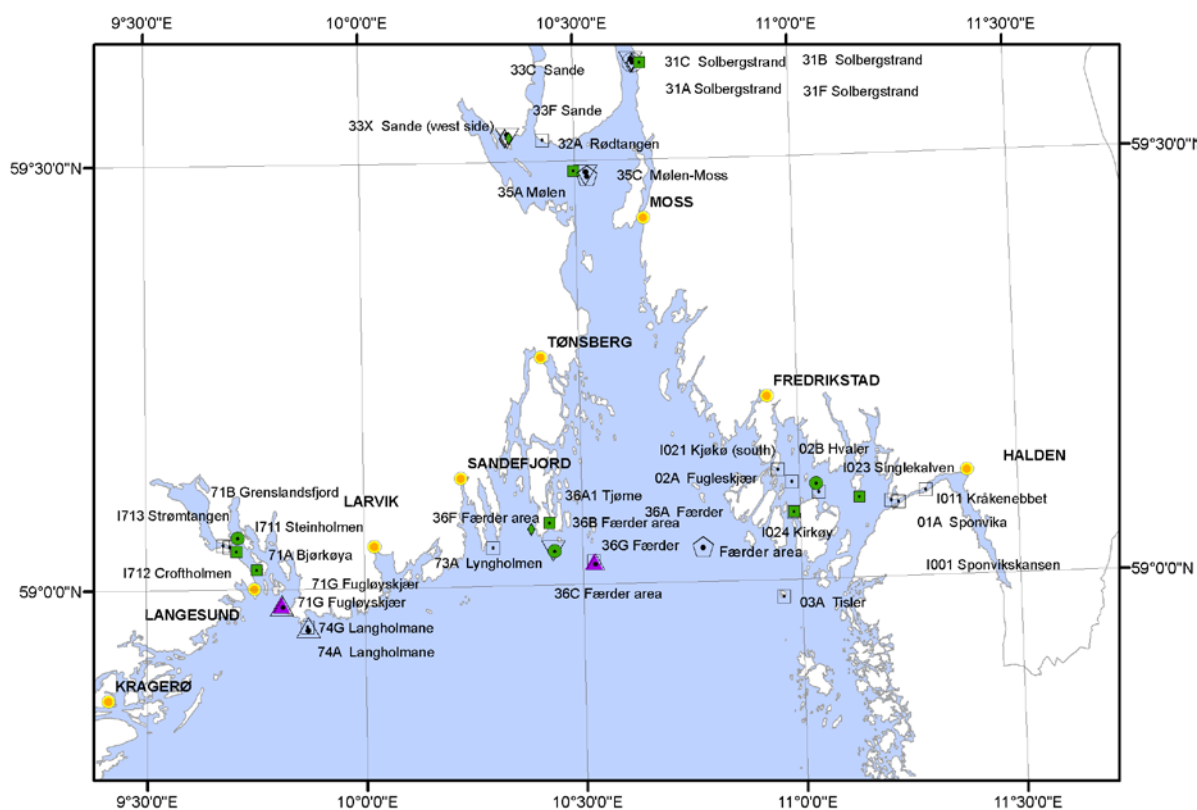 9°30'0"E 10°0'0"E 10°30'0"E 11°0'0"E 11°30'0"E
33C Sande
31C Solbergstrand
31B Solbergstrand
31A Solbergstrand
31F Solbergstrand
33F Sande
33X Sande (west side)
32A Rødtangen
59°30'0"N
59°30'0"N
35C Mølen-Moss
35A Mølen
MOSS
TØNSBERG
FREDRIKSTAD
I021 Kjøkø (south)
02B Hvaler
HALDEN
SANDEFJORD
02A Fugleskjær
I023 Singlekalven
71B Grenslandsfjord
LARVIK
36A1 Tjøme
I011 Kråkenebbet
I713 Strømtangen
I711 Steinholmen
36F Færder area
36B Færder area
36A Færder
01A Sponvika
I024 Kirkøy
71A Bjørkøya
73A Lyngholmen
36G Færder
Færder area
I001 Sponvikskansen
I712 Croftholmen
71G Fugløyskjær
36C Færder area
59°0'0"N
59°0'0"N
71G Fugløyskjær
03A Tisler
LANGESUND
74G Langholmane
74A Langholmane
KRAGERØ
9°30'0"E 10°0'0"E 10°30'0"E 11°0'0"E 11°30'0"E